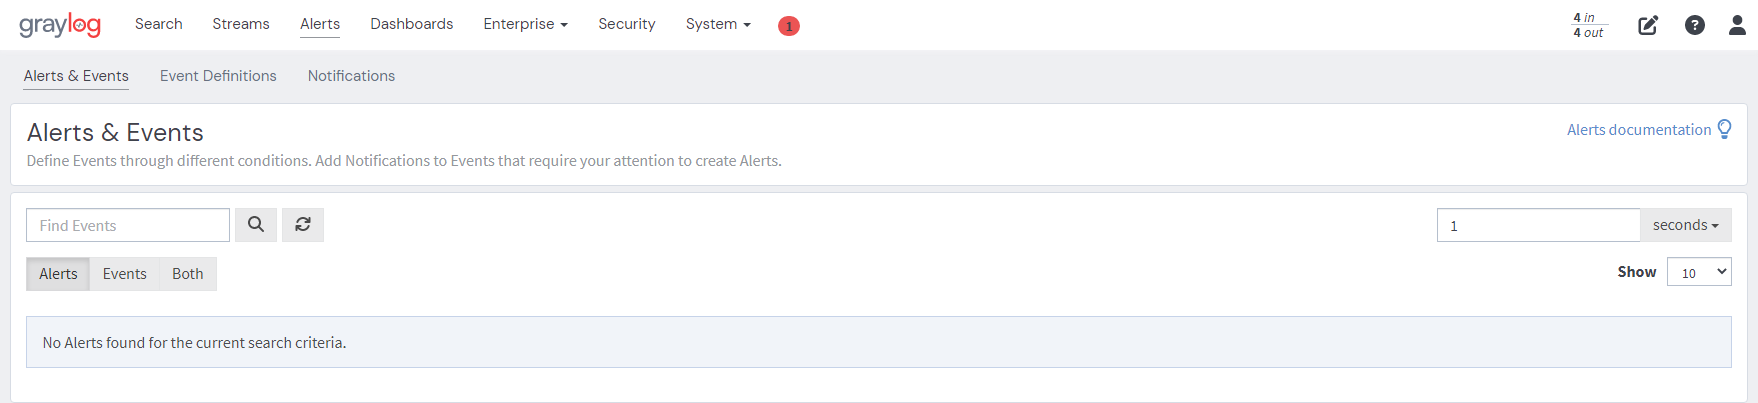 graylog Search Streams Alerts Dashboards Enterprise Security System 1 4 in
4 out
Alerts & Events Event Definitions Notifications
Alerts & Events
Alerts documentation
Define Events through different conditions. Add Notifications to Events that require your attention to create Alerts.
Find Events 1 seconds
Alerts Events Both Show 10
No Alerts found for the current search criteria.